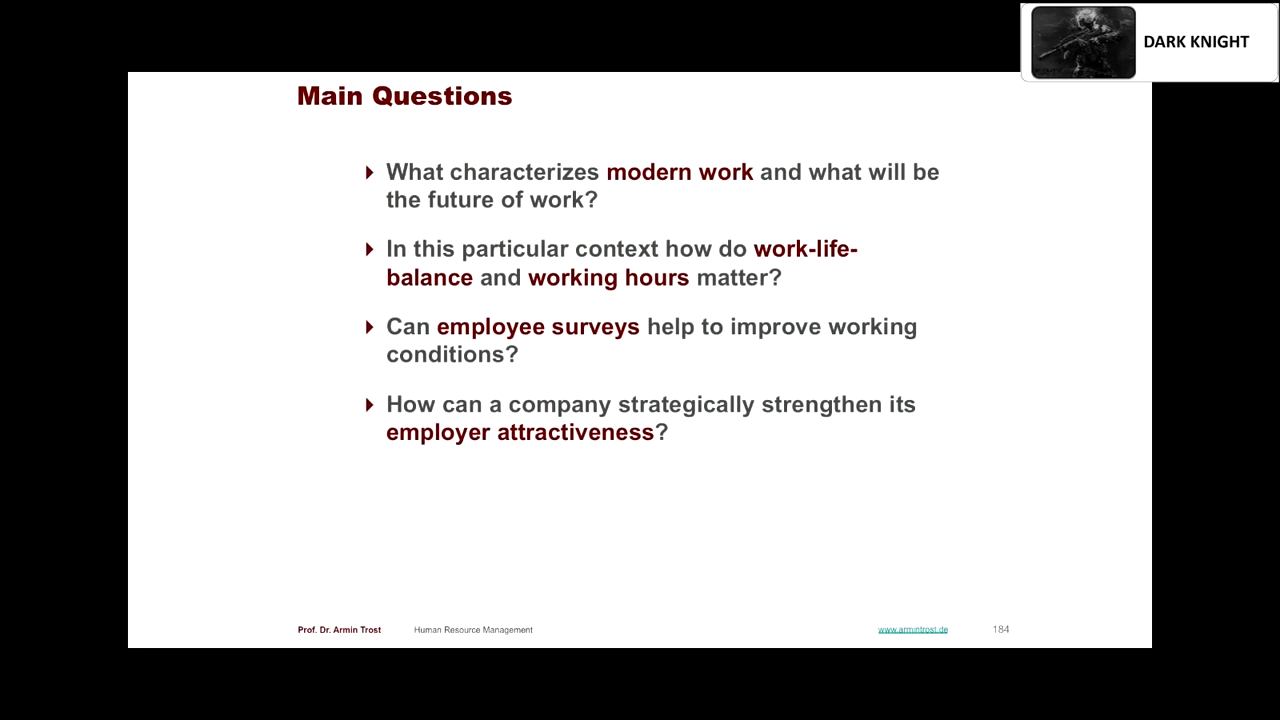 DARK KNIGHT
Main Questions
What characterizes modern work and what will be
the future of work?
In this particular context how do work-life-
balance and working hours matter?
Can employee surveys help to improve working
conditions?
How can a company strategically strengthen its
employer attractiveness?
Prof. Dr. Armin Trost Human Resource Management www.armintrost.de 184